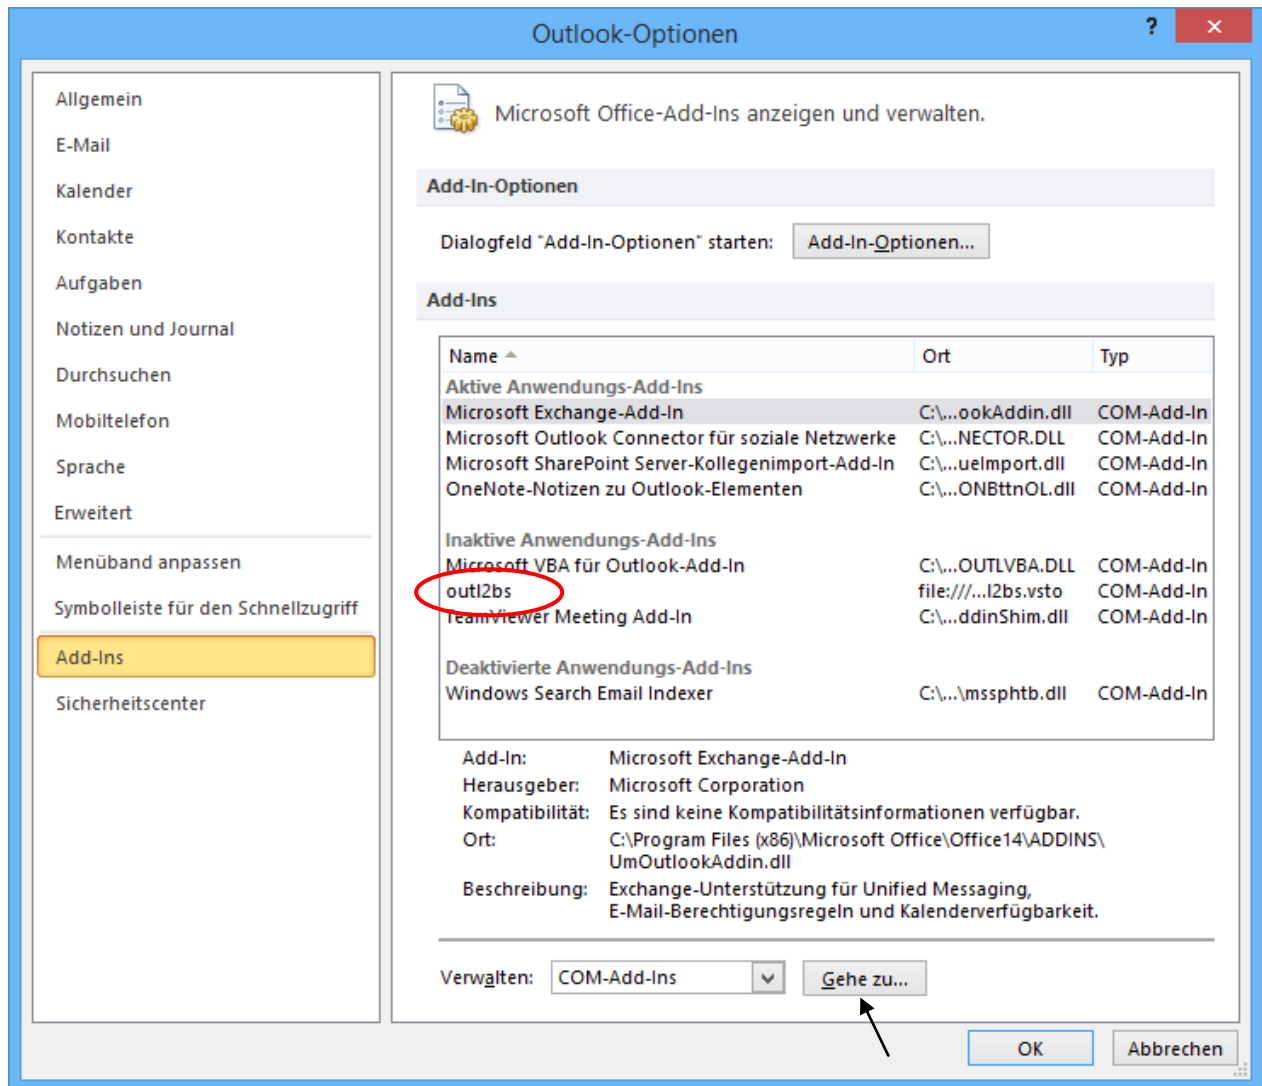 Outlook-Optionen
?
Allgemein
E-Mail
Kalender
Kontakte
Aufgaben
Notizen und Journal
Durchsuchen
Mobiltelefon
Sprache
Erweitert
Menüband anpassen
Symbolleiste für den Schnellzugriff
Add-Ins
Sicherheitscenter
Microsoft Office-Add-Ins anzeigen und verwalten.
Add-In-Optionen
Dialogfeld "Add-In-Optionen" starten: Add-In-Optionen...
Add-Ins
Name Ort Typ
Aktive Anwendungs-Add-Ins
Microsoft Exchange-Add-In C:\...ookAddin.dll COM-Add-In
Microsoft Outlook Connector für soziale Netzwerke C:\...NECTOR.DLL COM-Add-In
Microsoft SharePoint Server-Kollegenimport-Add-In C:\...ueImport.dll COM-Add-In
OneNote-Notizen zu Outlook-Elementen C:\...ONBttnOL.dll COM-Add-In
Inaktive Anwendungs-Add-Ins
Microsoft VBA für Outlook-Add-In C:\...OUTLVBA.DLL COM-Add-In
outl2bs file:///...l2bs.vsto COM-Add-In
TeamViewer Meeting Add-In C:\...ddinShim.dll COM-Add-In
Deaktivierte Anwendungs-Add-Ins
Windows Search Email Indexer C:\...\mssphtb.dll COM-Add-In
Add-In: Microsoft Exchange-Add-In
Herausgeber: Microsoft Corporation
Kompatibilität: Es sind keine Kompatibilitätsinformationen verfügbar.
Ort: C:\Program Files (x86)\Microsoft Office\Office14\ADDINS\
UmOutlookAddin.dll
Beschreibung: Exchange-Unterstützung für Unified Messaging,
E-Mail-Berechtigungsregeln und Kalenderverfügbarkeit.
Verwalten: COM-Add-Ins Gehe zu...
OK Abbrechen